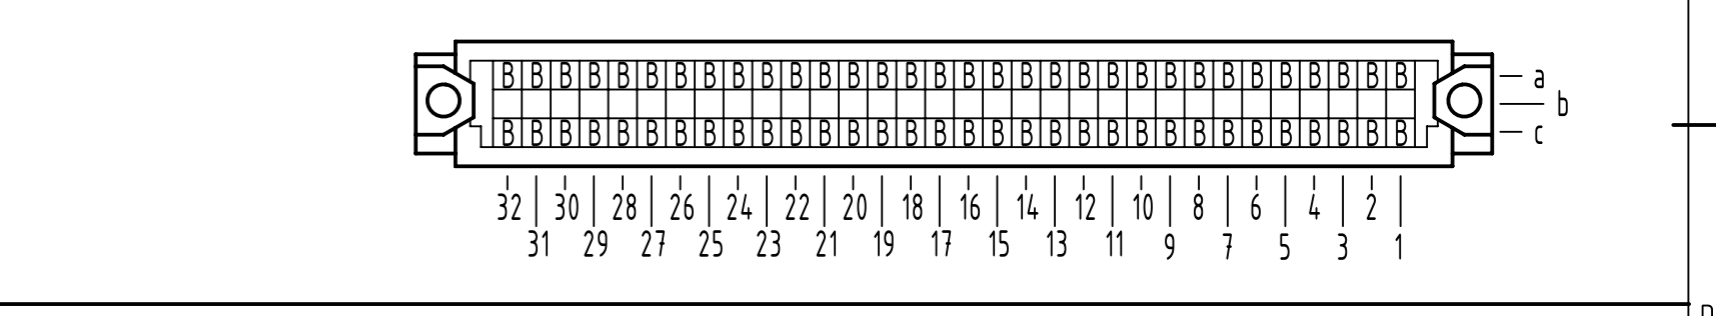 B B B B B B B B B B B B B B B B B B B B B B B B B B B B B B B B a
b
B B B B B B B B B B B B B B B B B B B B B B B B B B B B B B B B c
32 30 28 26 24 22 20 18 16 14 12 10 8 6 4 2
31 29 27 25 23 21 19 17 15 13 11 9 7 5 3 1